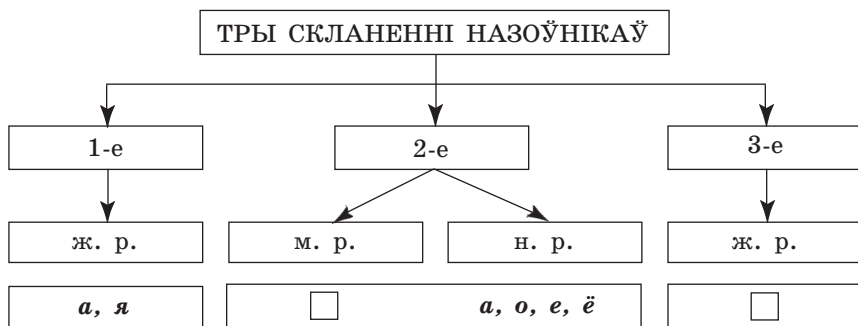 ТРЫ СКЛАНЕННІ НАЗОЎНІКАЎ
1-е 2-е 3-е
ж. р. м. р. н. р. ж. р.
а, я а, о, е, ё